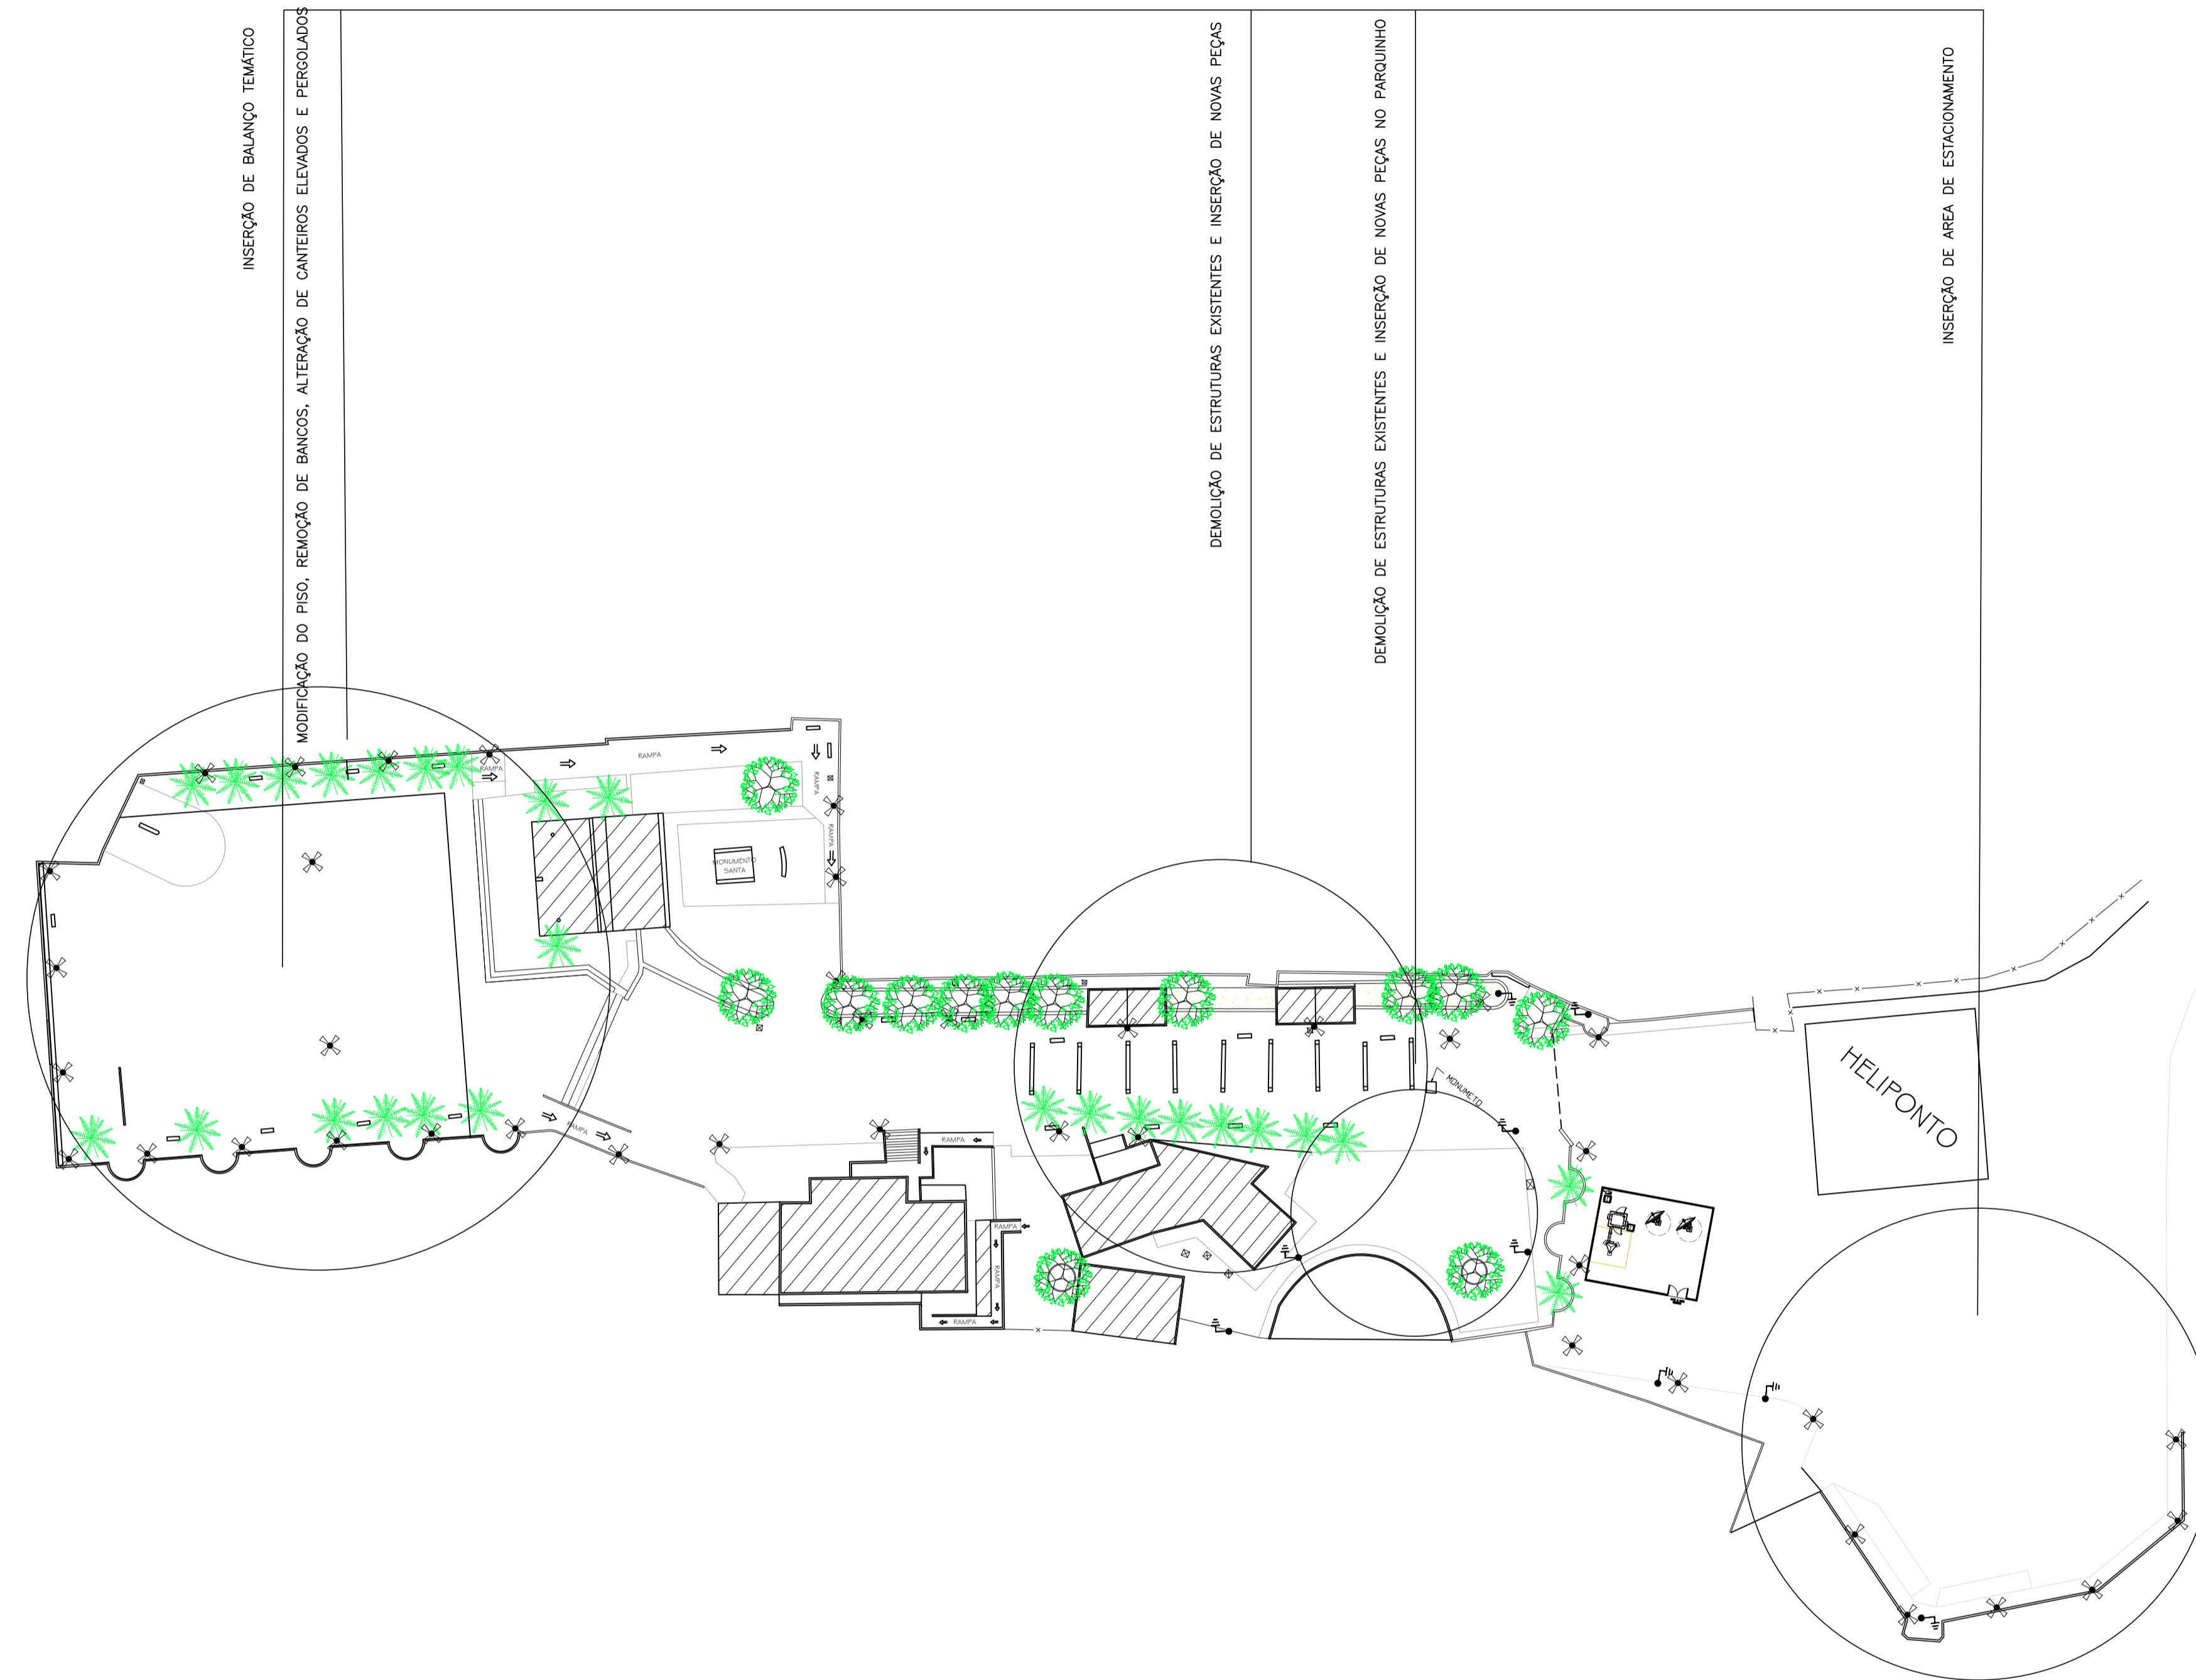 INSERÇÃO DE BALANÇO TEMÁTICO
MODIFICAÇÃO DO PISO, REMOÇÃO DE BANCOS, ALTERAÇÃO DE CANTEIROS ELEVADOS E PERGOLADOS
DEMOLIÇÃO DE ESTRUTURAS EXISTENTES E INSERÇÃO DE NOVAS PEÇAS
DEMOLIÇÃO DE ESTRUTURAS EXISTENTES E INSERÇÃO DE NOVAS PEÇAS NO PARQUINHO
INSERÇÃO DE AREA DE ESTACIONAMENTO
RAMPA
RAMPA
RAMPA
RAMPA
MONUMENTO
SANTA
HELIPONTO
MONUMETO
RAMPA
RAMPA
RAMPA
RAMPA
RAMPA